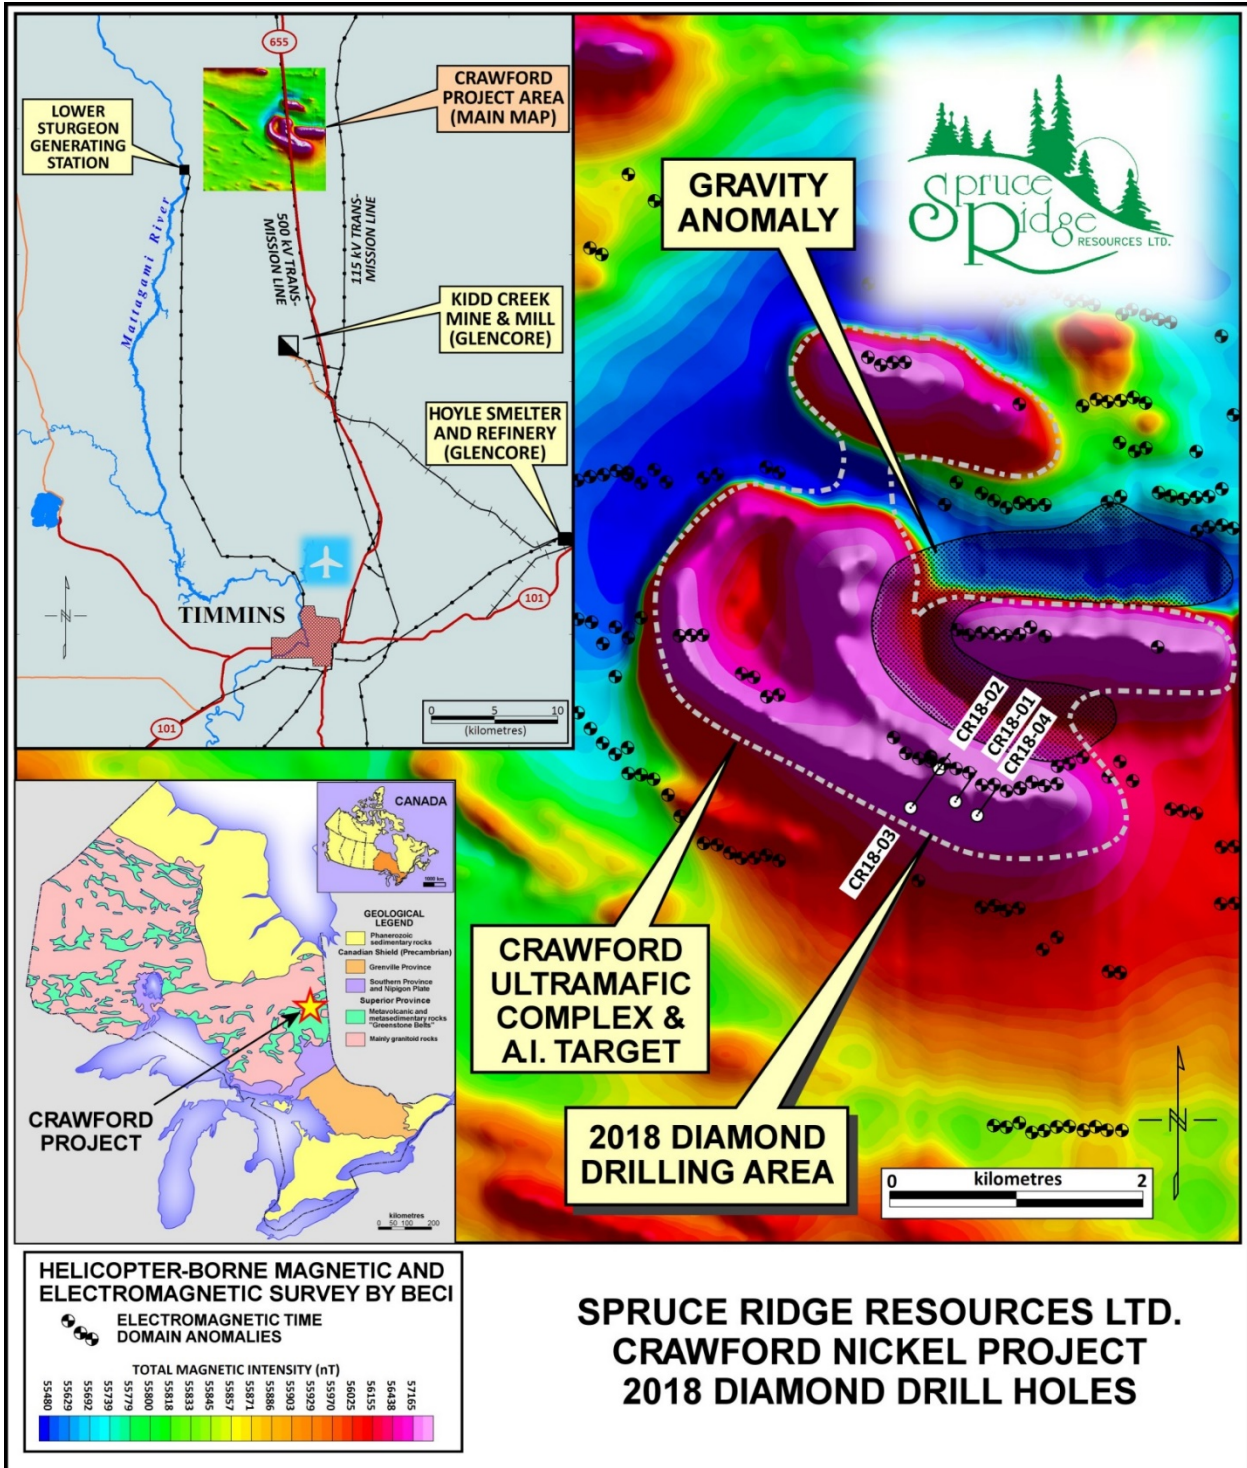 655
CRAWFORD
PROJECT AREA
(MAIN MAP)
LOWER
STURGEON
GENERATING
STATION
Mattagami River
500 kV TRANS-
MISSION LINE
115 kV TRANS-
MISSION LINE
KIDD CREEK
MINE & MILL
(GLENCORE)
HOYLE SMELTER
AND REFINERY
(GLENCORE)
N
TIMMINS
101
101
0 5 10
(kilometres)
Spruce
Ridge
RESOURCES LTD.
GRAVITY
ANOMALY
CR18-02
CR18-01
CR18-04
CR18-03
CRAWFORD
ULTRAMAFIC
COMPLEX &
A.I. TARGET
2018 DIAMOND
DRILLING AREA
N
0 kilometres 2
CANADA
1000 km
GEOLOGICAL
LEGEND
Phanerozoic
sedimentary rocks
Canadian Shield (Precambrian)
Grenville Province
Southern Province
and Nipigon Plate
Superior Province
Metavolcanic and
metasedimentary rocks
"Greenstone Belts"
Mainly granitoid rocks
CRAWFORD
PROJECT
kilometres
0 50 100 200
HELICOPTER-BORNE MAGNETIC AND
ELECTROMAGNETIC SURVEY BY BECI
ELECTROMAGNETIC TIME
DOMAIN ANOMALIES
TOTAL MAGNETIC INTENSITY (nT)
55480 55629 55692 55739 55779 55800 55818 55833 55845 55857 55871 55886 55903 55929 55970 56025 56155 56438 57165
SPRUCE RIDGE RESOURCES LTD.
CRAWFORD NICKEL PROJECT
2018 DIAMOND DRILL HOLES